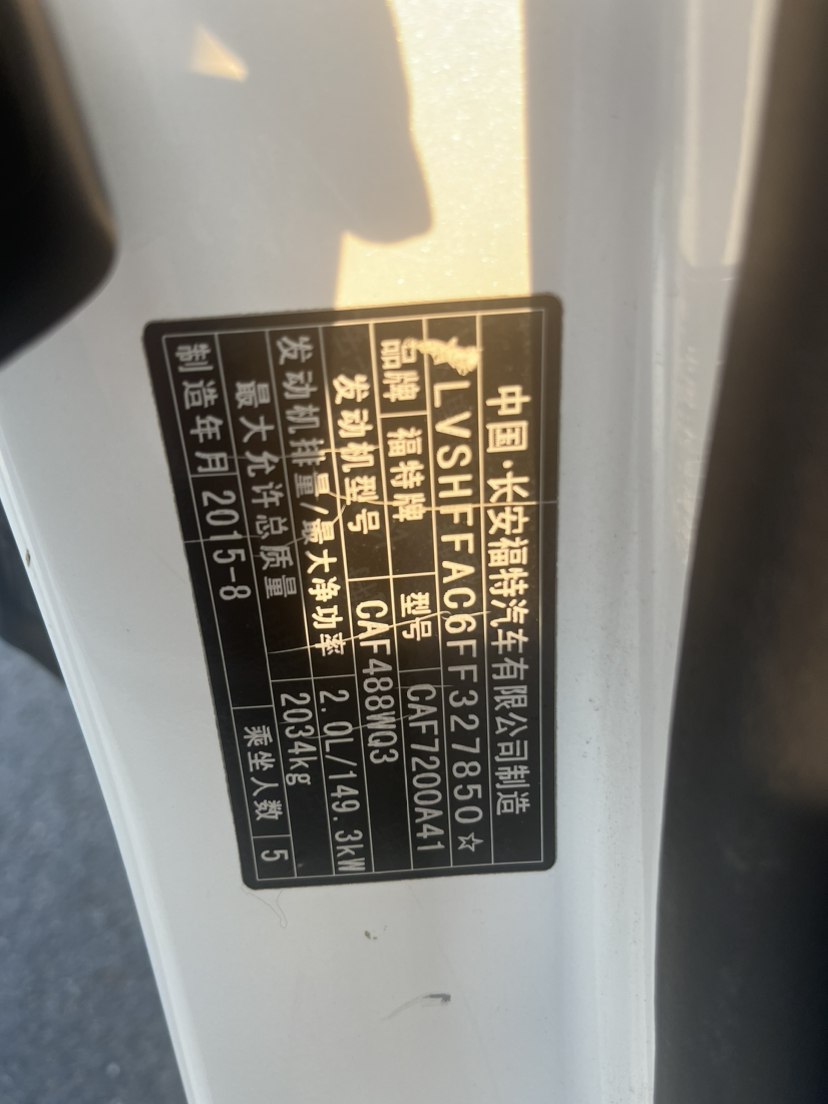 中国·长安福特汽车有限公司制造
LVSHFFAC6FF327850☆
品牌 福特牌 型号 CAF7200A41
发动机型号 CAF488WQ3
发动机排量/最大净功率 2.0L/149.3kW
最大允许总质量 2034kg
制造年月 2015-8 乘坐人数 5